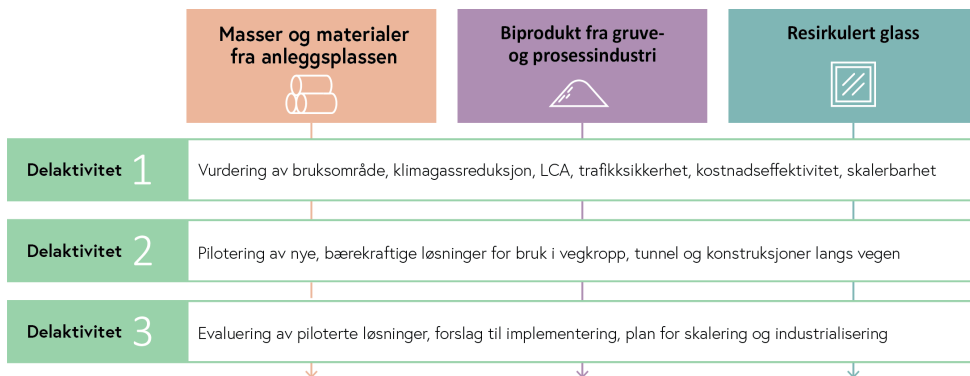 Masser og materialer
fra anleggsplassen
Biprodukt fra gruve-
og prosessindustri
Resirkulert glass
Delaktivitet 1
Vurdering av bruksområde, klimagassreduksjon, LCA, trafikksikkerhet, kostnadseffektivitet, skalerbarhet
Delaktivitet 2
Pilotering av nye, bærekraftige løsninger for bruk i vegkropp, tunnel og konstruksjoner langs vegen
Delaktivitet 3
Evaluering av piloterte løsninger, forslag til implementering, plan for skalering og industrialisering